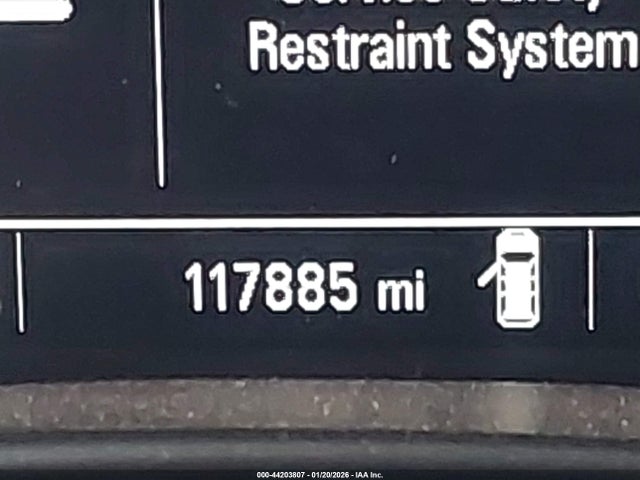 Restraint System
117885 mi
000-44203807 - 01/20/2026 - IAA Inc.